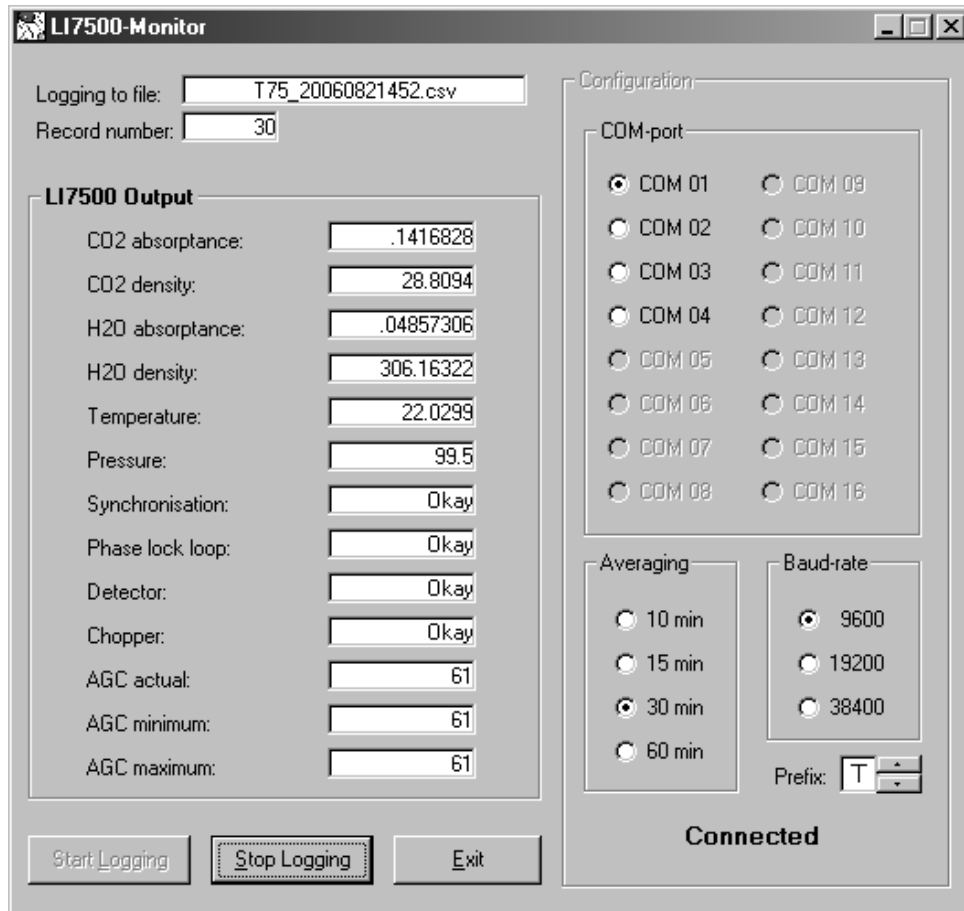 LI7500-Monitor
Logging to file: T75_20060821452.csv
Record number: 30
LI7500 Output
CO2 absorptance: .1416828
CO2 density: 28.8094
H2O absorptance: .04857306
H2O density: 306.16322
Temperature: 22.0299
Pressure: 99.5
Synchronisation: Okay
Phase lock loop: Okay
Detector: Okay
Chopper: Okay
AGC actual: 61
AGC minimum: 61
AGC maximum: 61
Start Logging Stop Logging Exit
Configuration
COM-port
COM 01 COM 09
COM 02 COM 10
COM 03 COM 11
COM 04 COM 12
COM 05 COM 13
COM 06 COM 14
COM 07 COM 15
COM 08 COM 16
Averaging
10 min
15 min
30 min
60 min
Baud-rate
9600
19200
38400
Prefix: T
Connected